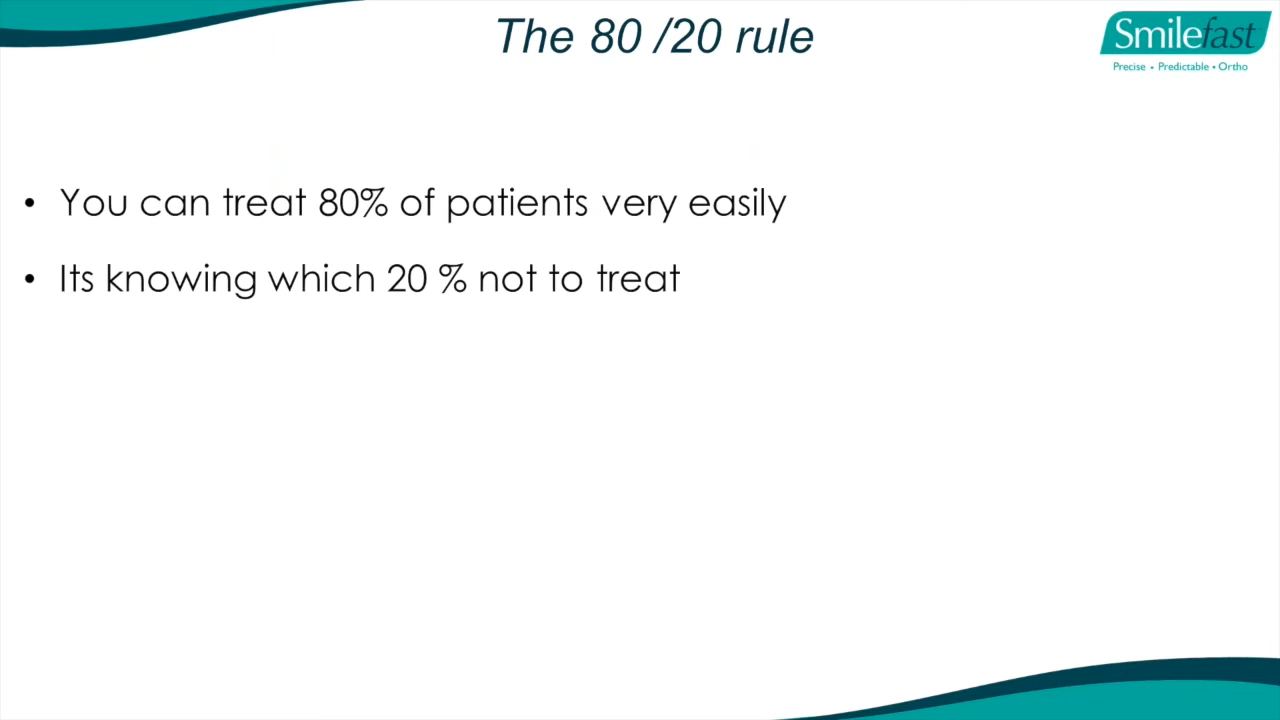 The 80 /20 rule
Smilefast
Precise • Predictable • Ortho
• You can treat 80% of patients very easily
• Its knowing which 20 % not to treat